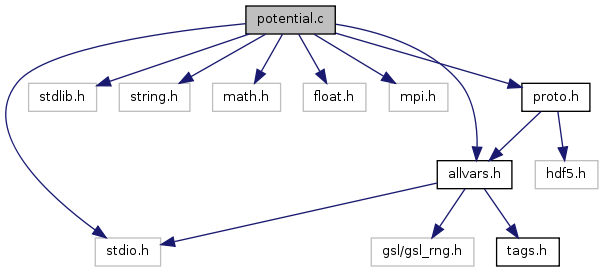 potential.c
stdlib.h
string.h
math.h
float.h
mpi.h
proto.h
allvars.h
hdf5.h
stdio.h
gsl/gsl_rng.h
tags.h